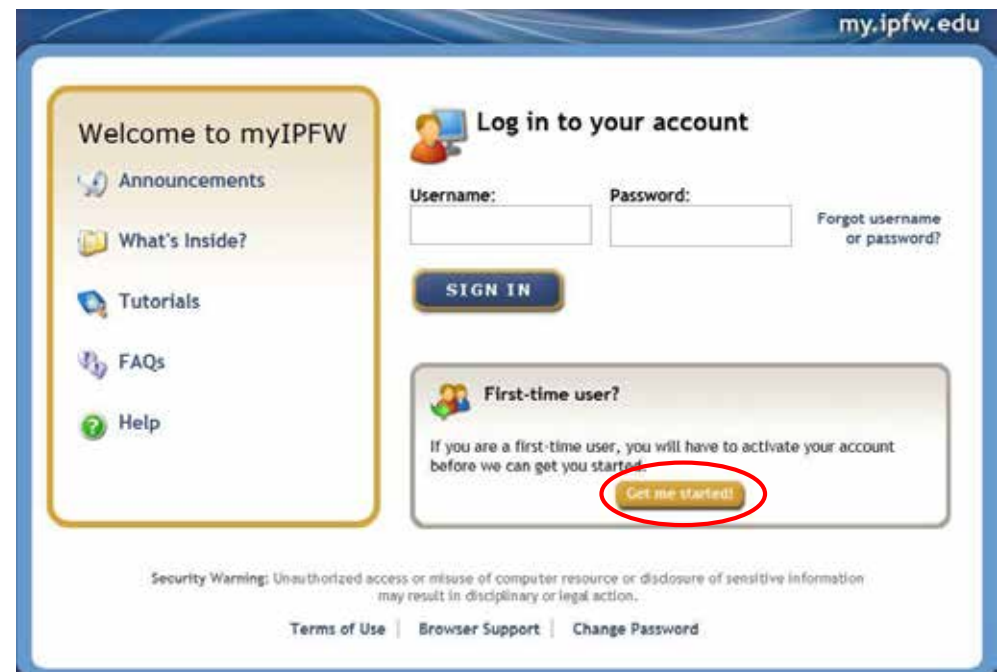 my.ipfw.edu
Welcome to myIPFW
Announcements
What's Inside?
Tutorials
FAQs
Help
Log in to your account
Username:
Password:
Forgot username
or password?
SIGN IN
First-time user?
If you are a first-time user, you will have to activate your account
before we can get you started.
Get me started!
Security Warning: Unauthorized access or misuse of computer resource or disclosure of sensitive information
may result in disciplinary or legal action.
Terms of Use | Browser Support | Change Password